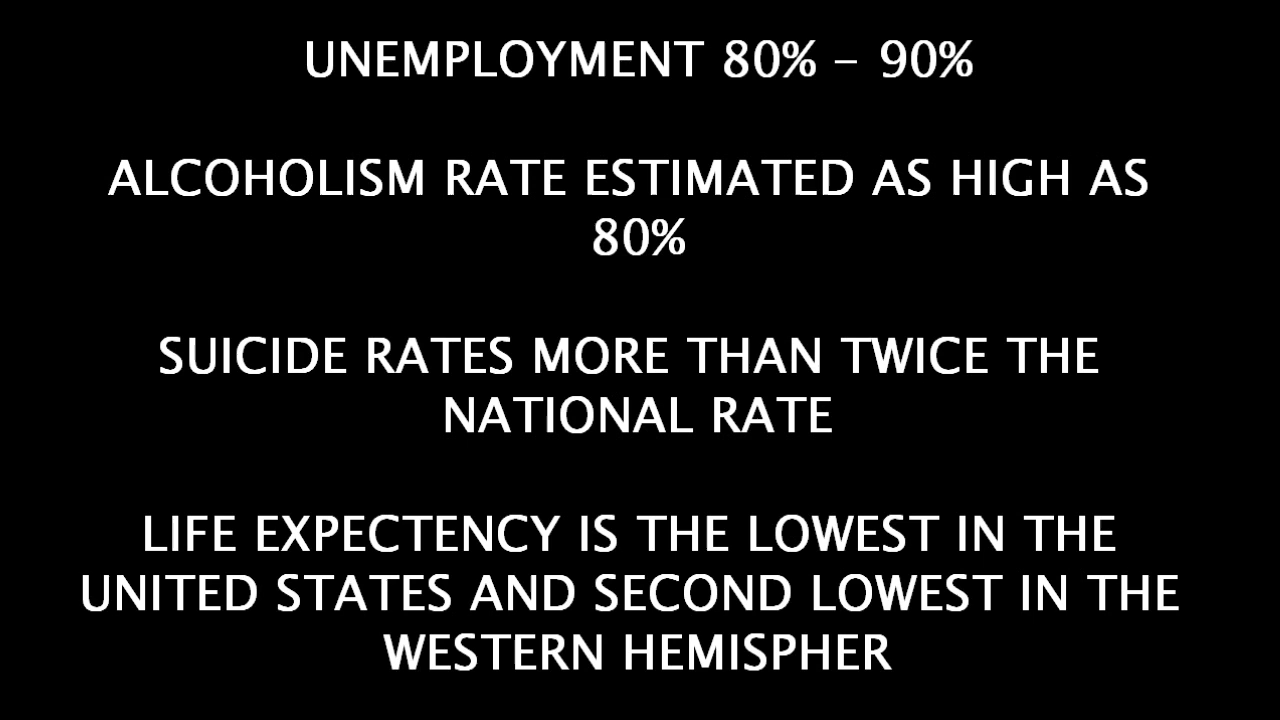 UNEMPLOYMENT 80% - 90%
ALCOHOLISM RATE ESTIMATED AS HIGH AS
80%
SUICIDE RATES MORE THAN TWICE THE
NATIONAL RATE
LIFE EXPECTENCY IS THE LOWEST IN THE
UNITED STATES AND SECOND LOWEST IN THE
WESTERN HEMISPHER